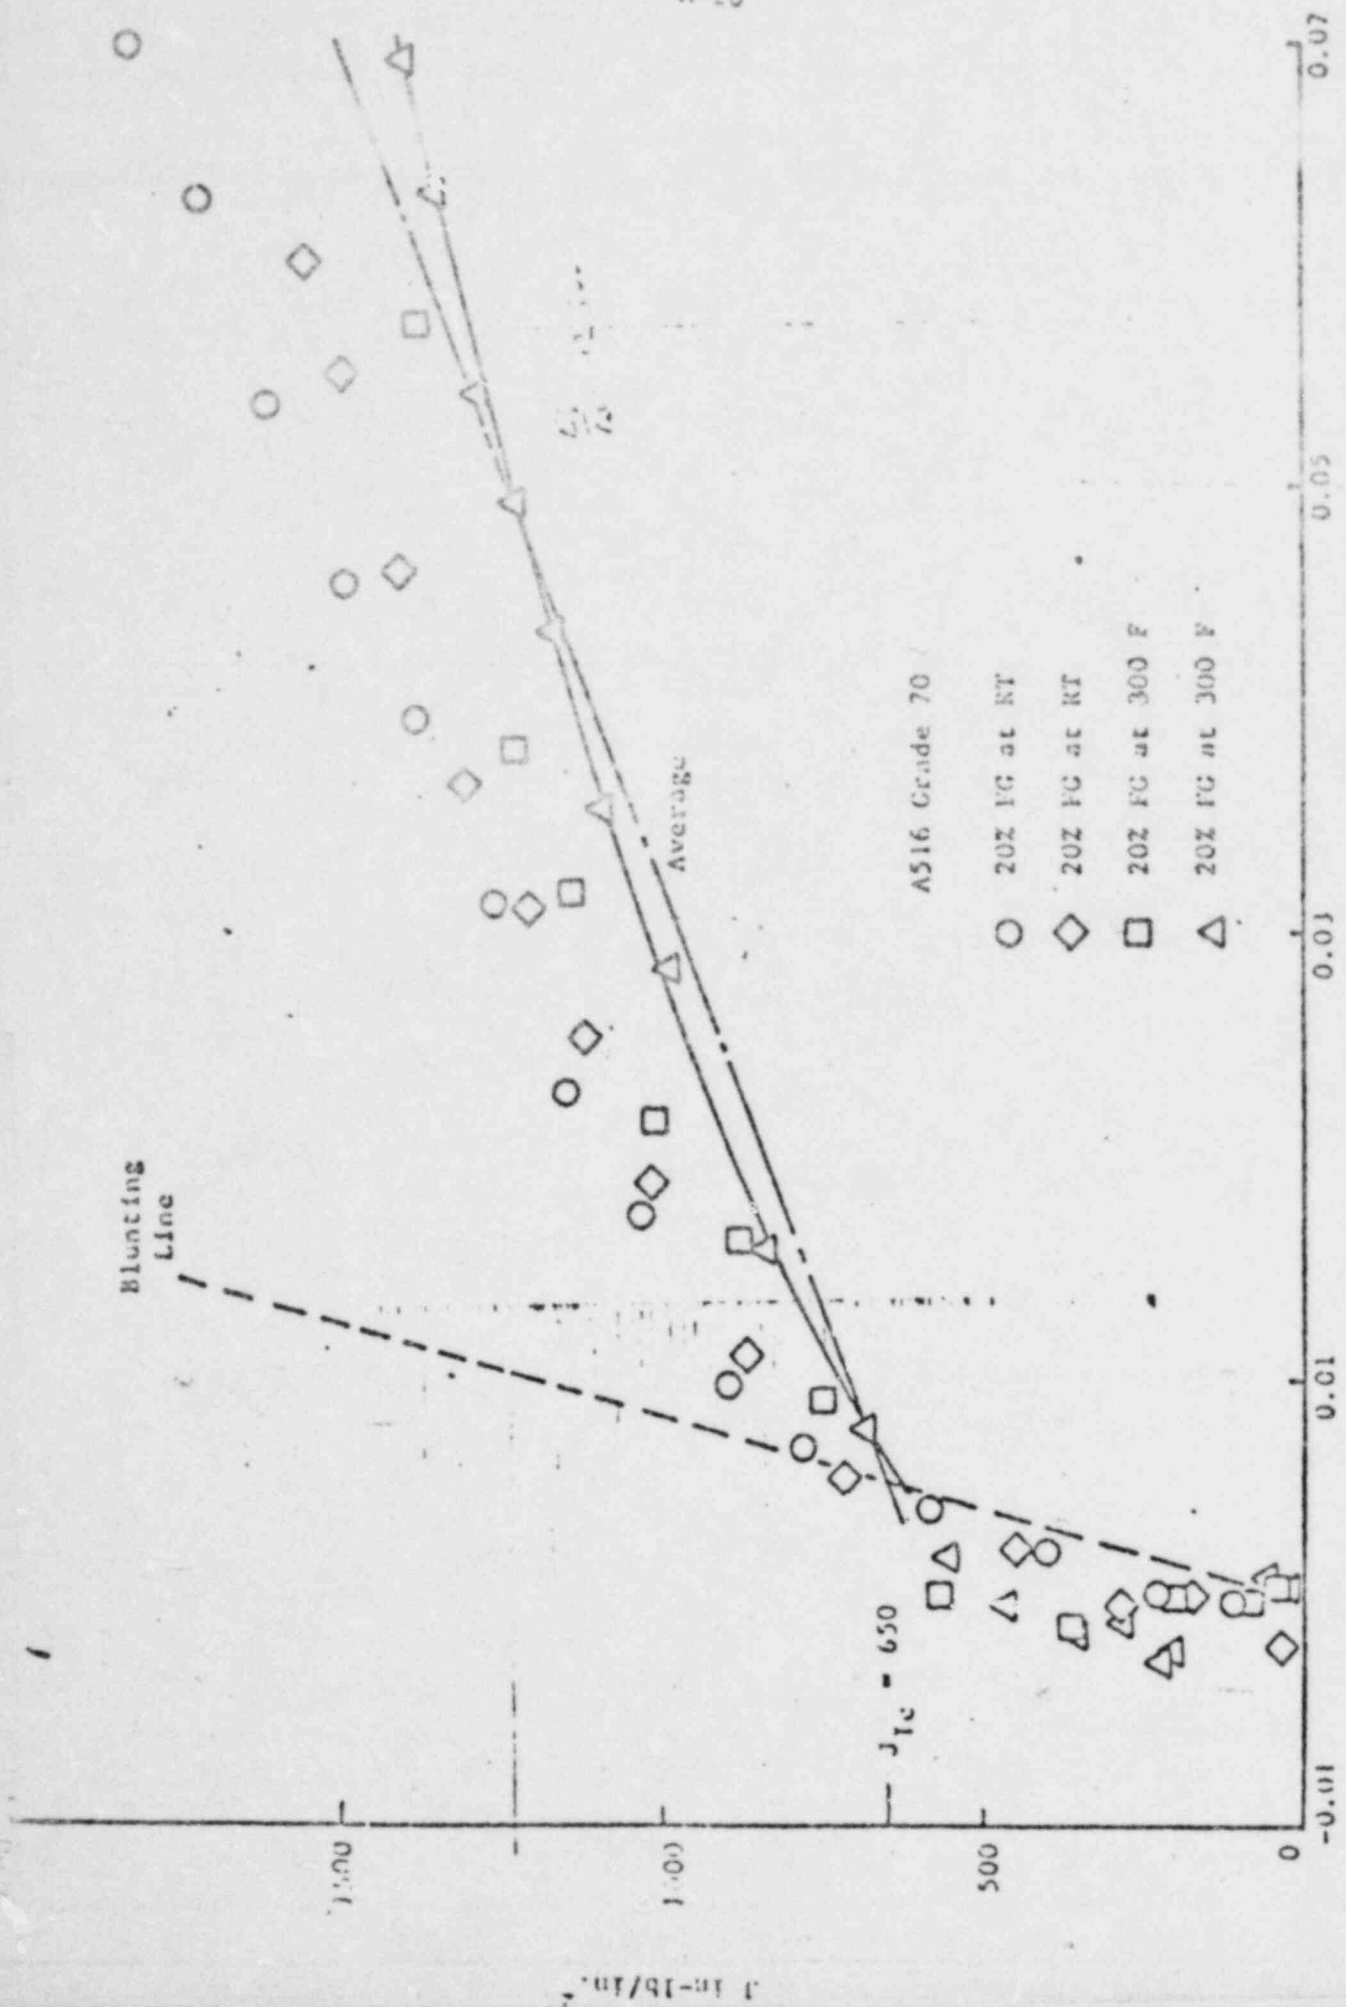 Blunting
Line
Average
J in-lb/in.²
1500
1000
500
0
J Ic = 650
A516 Grade 70
20% FG at RT
20% FG at RT
20% FG at 300 F
20% FG at 300 F
-0.01
0.01
0.03
0.05
0.07